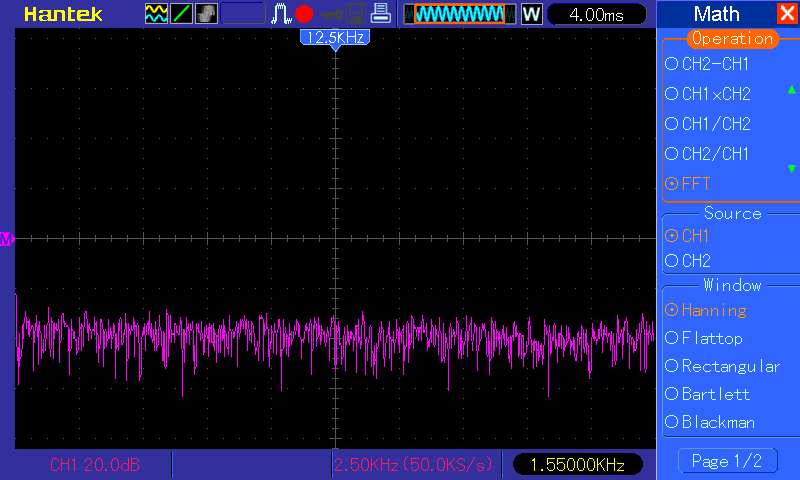 Hantek
W
4.00ms
Math
12.5KHz
Operation
CH2-CH1
CH1xCH2
CH1/CH2
CH2/CH1
FFT
Source
M
CH1
CH2
Window
Hanning
Flattop
Rectangular
Bartlett
Blackman
CH1 20.0dB
2.50KHz(50.0KS/s)
1.55000KHz
Page 1/2